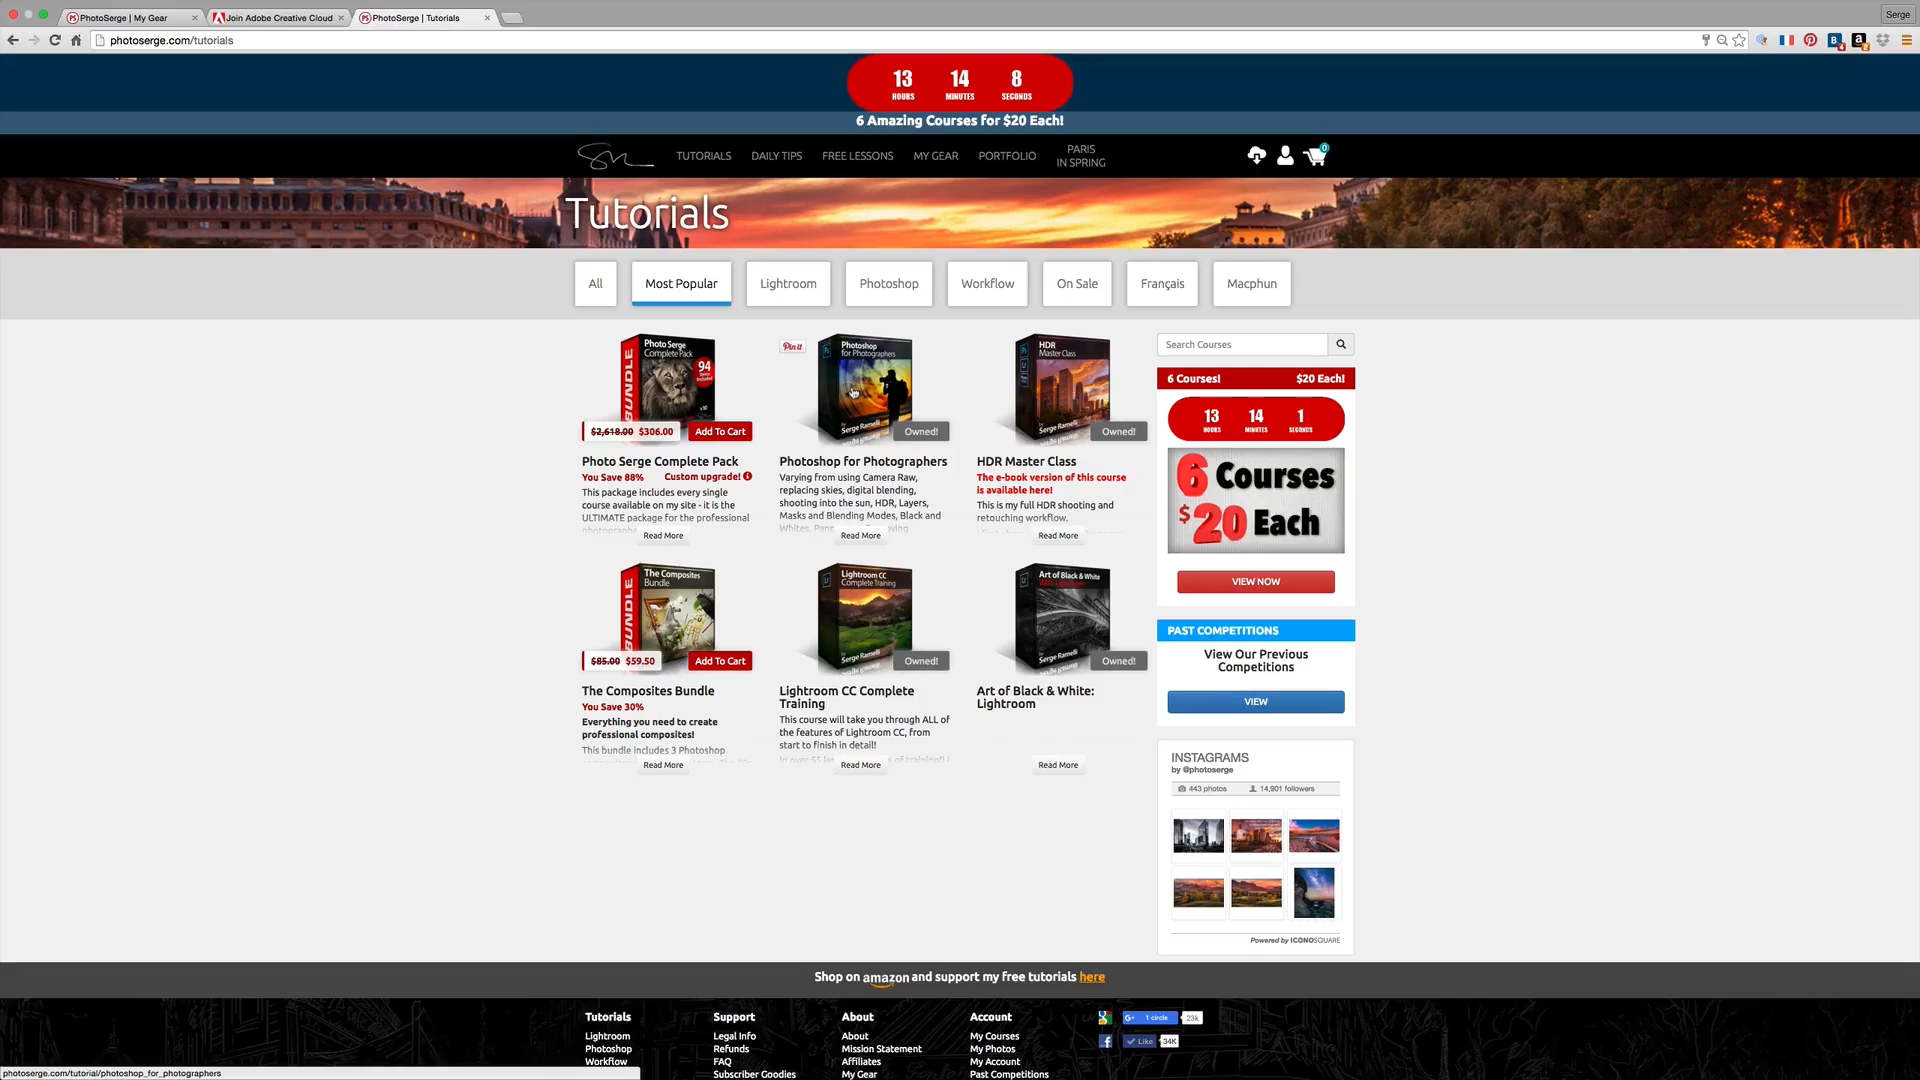 PhotoSerge | My Gear
Join Adobe Creative Cloud
PhotoSerge | Tutorials
Serge
photoserge.com/tutorials
13 14 8
HOURS MINUTES SECONDS
6 Amazing Courses for $20 Each!
TUTORIALS DAILY TIPS FREE LESSONS MY GEAR PORTFOLIO PARIS IN SPRING
0
Tutorials
All Most Popular Lightroom Photoshop Workflow On Sale Français Macphun
BUNDLE
Photo Serge
Complete Pack
94
$2,618.00 $306.00 Add To Cart
Photo Serge Complete Pack
You Save 88% Custom upgrade!
This package includes every single
course available on my site - it is the
ULTIMATE package for the professional
Read More
Pin it
Photoshop
for Photographers
Serge Ramelli
Owned!
Photoshop for Photographers
Varying from using Camera Raw,
replacing skies, digital blending,
shooting into the sun, HDR, Layers,
Masks and Blending Modes, Black and
Read More
HDR
Master Class
Serge Ramelli
Owned!
HDR Master Class
The e-book version of this course
is available here!
This is my full HDR shooting and
retouching workflow.
Read More
BUNDLE
The Composites
Bundle
$85.00 $59.50 Add To Cart
The Composites Bundle
You Save 30%
Everything you need to create
professional composites!
This bundle includes 3 Photoshop
Read More
Lightroom CC
Complete Training
Serge Ramelli
Owned!
Lightroom CC Complete
Training
This course will take you through ALL of
the features of Lightroom CC, from
start to finish in detail!
Read More
Art of Black & White
With Lightroom
Serge Ramelli
Owned!
Art of Black & White:
Lightroom
Read More
Search Courses
6 Courses! $20 Each!
13 14 1
HOURS MINUTES SECONDS
6 Courses
$20 Each
VIEW NOW
PAST COMPETITIONS
View Our Previous
Competitions
VIEW
INSTAGRAMS
by @photoserge
443 photos 14,901 followers
Powered by ICONOSQUARE
Shop on amazon and support my free tutorials here
Tutorials
Lightroom
Photoshop
Workflow
Support
Legal Info
Refunds
FAQ
Subscriber Goodies
About
About
Mission Statement
Affiliates
My Gear
Account
My Courses
My Photos
My Account
Past Competitions
G+ 1 circle 23k
Like 34K
photoserge.com/tutorial/photoshop_for_photographers